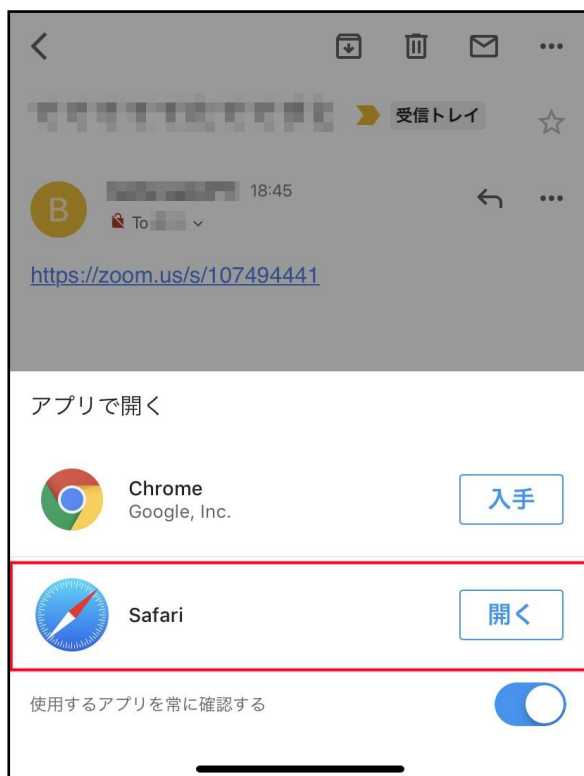 受信トレイ
B
18:45
To
https://zoom.us/s/107494441
アプリで開く
Chrome
Google, Inc.
入手
Safari
開く
使用するアプリを常に確認する